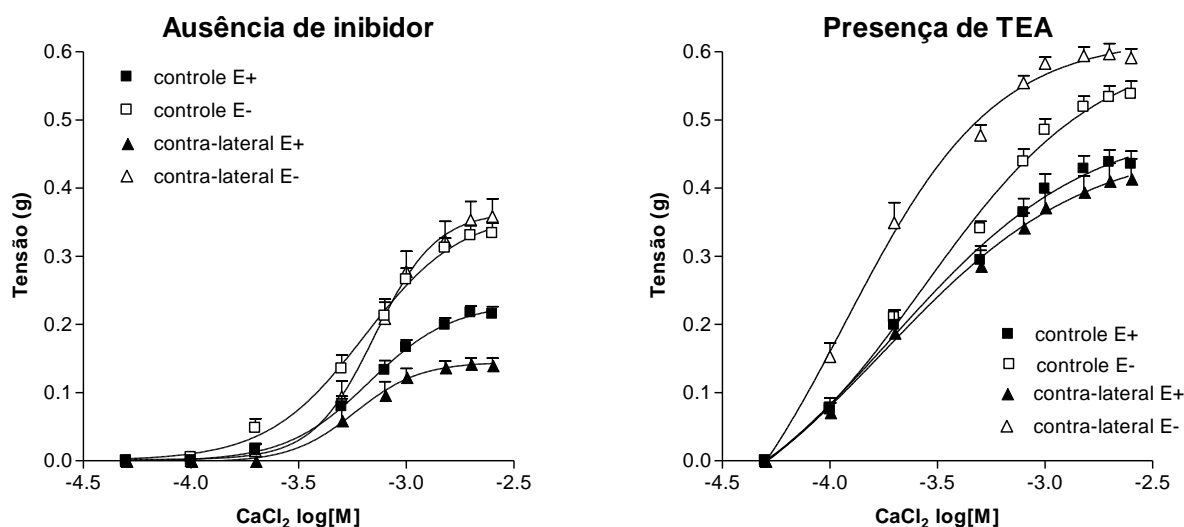 Ausência de inibidor
0.6
0.5
0.4
0.3
0.2
0.1
0.0
Tensão (g)
controle E+
controle E-
contra-lateral E+
contra-lateral E-
-4.5 -4.0 -3.5 -3.0 -2.5
CaCl₂ log[M]
Presença de TEA
0.6
0.5
0.4
0.3
0.2
0.1
0.0
Tensão (g)
controle E+
controle E-
contra-lateral E+
contra-lateral E-
-4.5 -4.0 -3.5 -3.0 -2.5
CaCl₂ log[M]